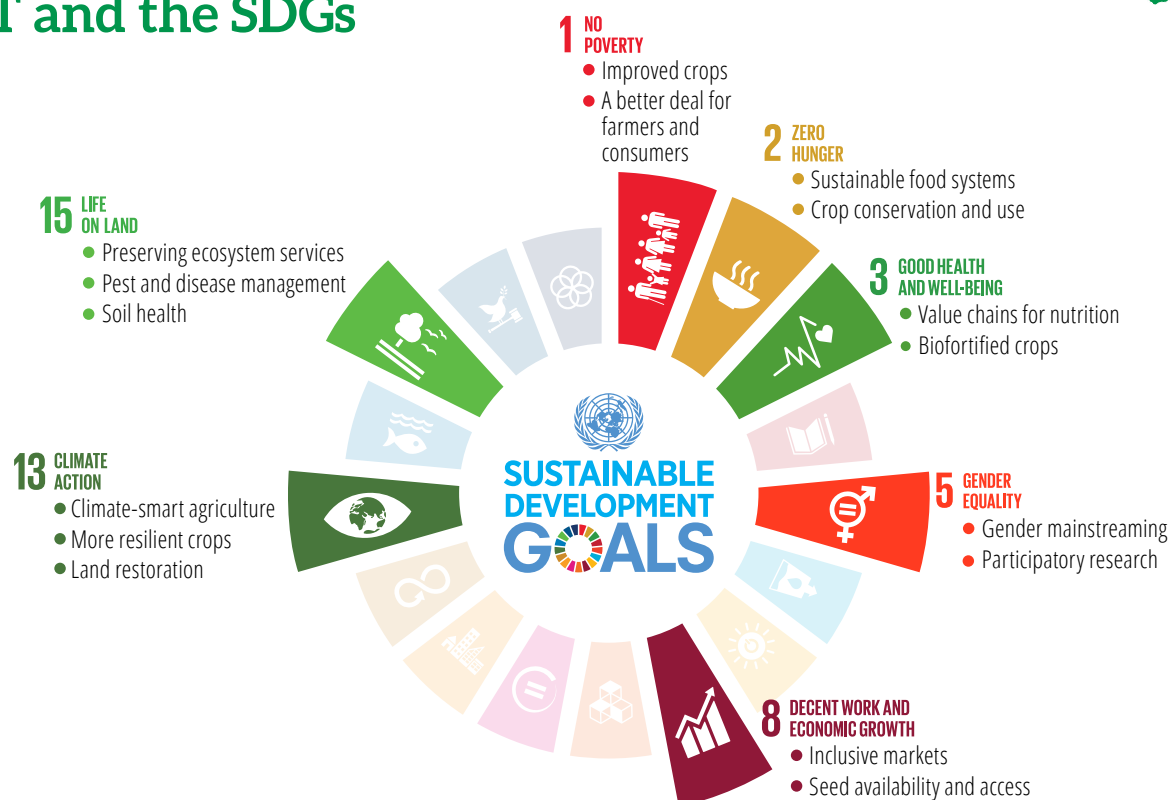 T and the SDGs
1 NO
POVERTY
Improved crops
A better deal for
farmers and
consumers
2 ZERO
HUNGER
Sustainable food systems
Crop conservation and use
3 GOOD HEALTH
AND WELL-BEING
Value chains for nutrition
Biofortified crops
5 GENDER
EQUALITY
Gender mainstreaming
Participatory research
8 DECENT WORK AND
ECONOMIC GROWTH
Inclusive markets
Seed availability and access
13 CLIMATE
ACTION
Climate-smart agriculture
More resilient crops
Land restoration
15 LIFE
ON LAND
Preserving ecosystem services
Pest and disease management
Soil health
SUSTAINABLE
DEVELOPMENT
GOALS